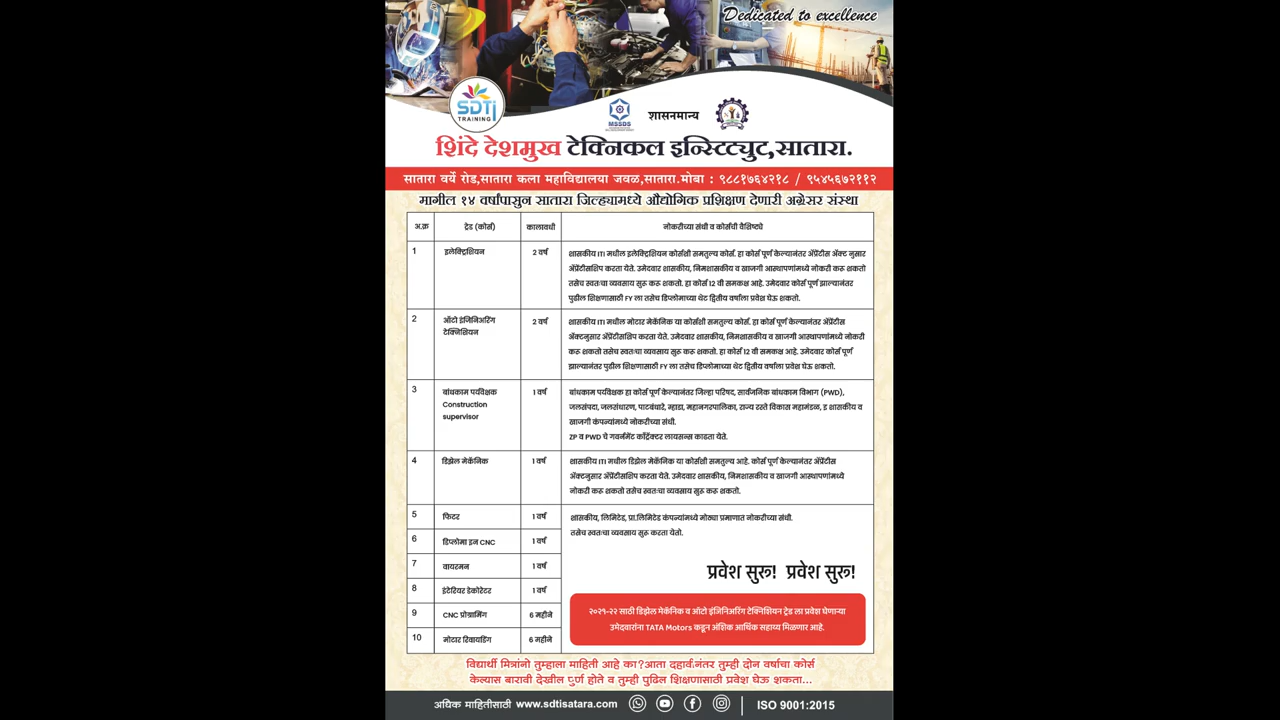 Dedicated to excellence
SDTi
TRAINING
MSSDS
शासनमान्य
शिंदे देशमुख टेक्निकल इन्स्टिट्युट,सातारा.
सातारा वर्ये रोड,सातारा कला महाविद्यालया जवळ,सातारा.मोबा : ९८८१७६४२१८ / ९५४५६७२११२
मागील १४ वर्षांपासुन सातारा जिल्ह्यामध्ये औद्योगिक प्रशिक्षण देणारी अग्रेसर संस्था
अ.क्र ट्रेड (कोर्स) कालावधी नोकरीच्या संधी व कोर्सची वैशिष्ट्ये
1 इलेक्ट्रिशियन 2 वर्ष
शासकीय ITI मधील इलेक्ट्रिशियन कोर्सशी समतुल्य कोर्स. हा कोर्स पूर्ण केल्यानंतर ॲप्रेंटीस ॲक्ट नुसार
ॲप्रेंटीसशिप करता येते. उमेदवार शासकीय, निमशासकीय व खाजगी आस्थापणांमध्ये नोकरी करू शकतो
तसेच स्वतःचा व्यवसाय सुरू करू शकतो. हा कोर्स 12 वी समकक्ष आहे. उमेदवार कोर्स पूर्ण झाल्यानंतर
पुढील शिक्षणासाठी FY ला तसेच डिप्लोमाच्या थेट द्वितीय वर्षाला प्रवेश घेऊ शकतो.
2 ऑटो इंजिनिअरिंग
टेक्निशियन
2 वर्ष
शासकीय ITI मधील मोटार मेकॅनिक या कोर्सशी समतुल्य कोर्स. हा कोर्स पूर्ण केल्यानंतर ॲप्रेंटीस
ॲक्टनुसार ॲप्रेंटीसशिप करता येते. उमेदवार शासकीय, निमशासकीय व खाजगी आस्थापणांमध्ये नोकरी
करू शकतो तसेच स्वतःचा व्यवसाय सुरू करू शकतो. हा कोर्स 12 वी समकक्ष आहे. उमेदवार कोर्स पूर्ण
झाल्यानंतर पुढील शिक्षणासाठी FY ला तसेच डिप्लोमाच्या थेट द्वितीय वर्षाला प्रवेश घेऊ शकतो.
3 बांधकाम पर्यवेक्षक
Construction
supervisor
1 वर्ष
बांधकाम पर्यवेक्षक हा कोर्स पूर्ण केल्यानंतर जिल्हा परिषद, सार्वजनिक बांधकाम विभाग (PWD),
जलसंपदा, जलसंधारण, पाटबंधारे, म्हाडा, महानगरपालिका, राज्य रस्ते विकास महामंडळ, इ शासकीय व
खाजगी कंपन्यांमध्ये नोकरीच्या संधी.
ZP व PWD चे गवर्नमेंट कॉंट्रॅक्टर लायसन्स काढता येते.
4 डिझेल मेकॅनिक 1 वर्ष
शासकीय ITI मधील डिझेल मेकॅनिक या कोर्सशी समतुल्य आहे. कोर्स पूर्ण केल्यानंतर ॲप्रेंटीस
ॲक्टनुसार ॲप्रेंटीसशिप करता येते. उमेदवार शासकीय, निमशासकीय व खाजगी आस्थापणांमध्ये
नोकरी करू शकतो तसेच स्वतःचा व्यवसाय सुरू करू शकतो.
5 फिटर 1 वर्ष
शासकीय, लिमिटेड, प्रा.लिमिटेड कंपन्यांमध्ये मोठ्या प्रमाणात नोकरीच्या संधी.
तसेच स्वतःचा व्यवसाय सुरू करता येतो.
6 डिप्लोमा इन CNC 1 वर्ष
7 वायरमन 1 वर्ष
8 इंटेरियर डेकोरेटर 1 वर्ष
9 CNC प्रोग्रामिंग 6 महीने
10 मोटार रिवायडिंग 6 महीने
प्रवेश सुरू! प्रवेश सुरू!
२०२१-२२ साठी डिझेल मेकॅनिक व ऑटो इंजिनिअरिंग टेक्निशियन ट्रेड ला प्रवेश घेणाऱ्या
उमेदवारांना TATA Motors कडून अंशिक आर्थिक सहाय्य मिळणार आहे.
विद्यार्थी मित्रांनो तुम्हाला माहिती आहे का?आता दहावी.नंतर तुम्ही दोन वर्षाचा कोर्स
केल्यास बारावी देखील पुर्ण होते व तुम्ही पुढिल शिक्षणासाठी प्रवेश घेऊ शकता...
अधिक माहितीसाठी www.sdtisatara.com ISO 9001:2015